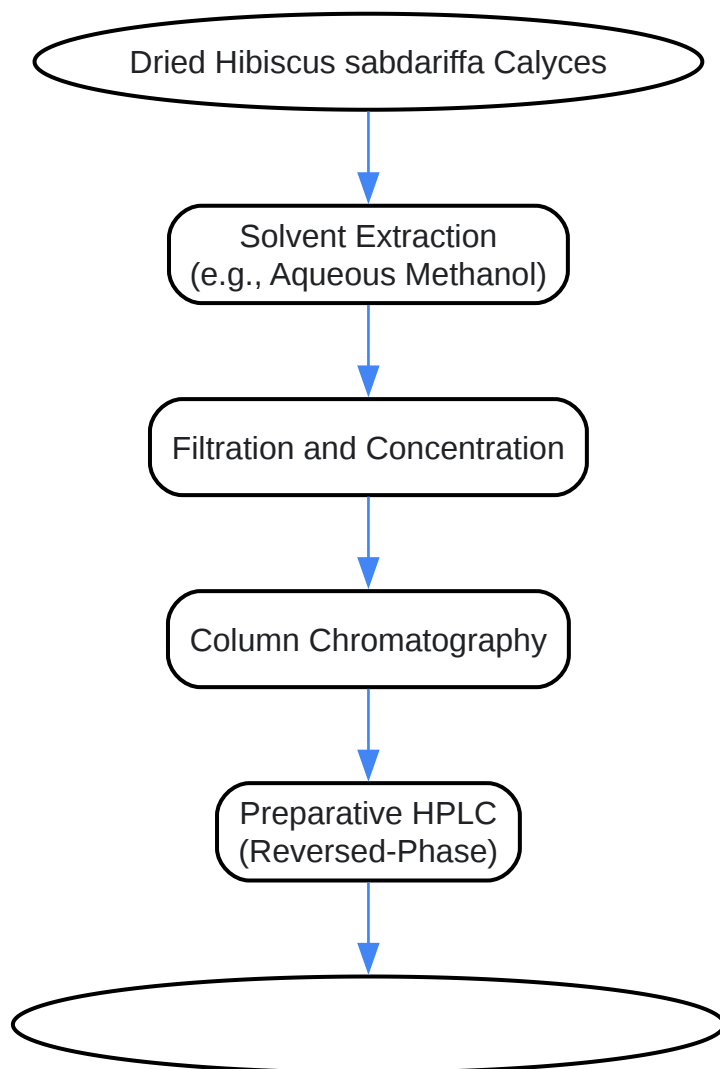 Dried Hibiscus sabdariffa Calyces
Solvent Extraction
(e.g., Aqueous Methanol)
Filtration and Concentration
Column Chromatography
Preparative HPLC
(Reversed-Phase)